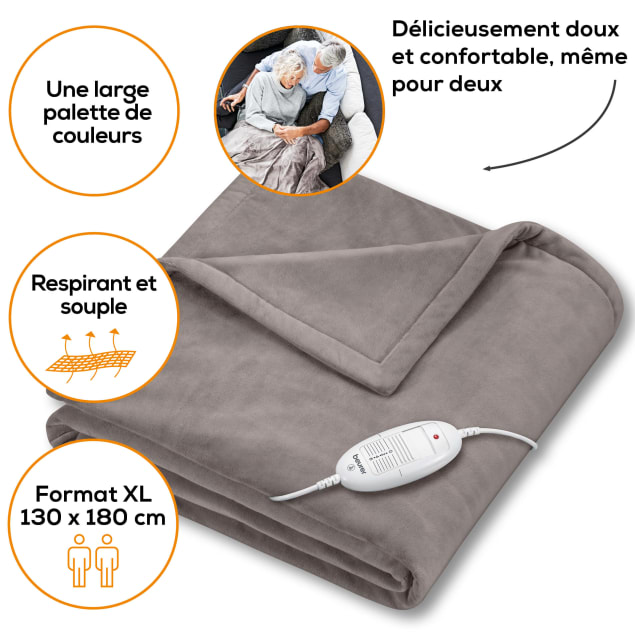 Délicieusement doux
et confortable, même
pour deux
Une large
palette de
couleurs
Respirant et
souple
Format XL
130 x 180 cm
beurer